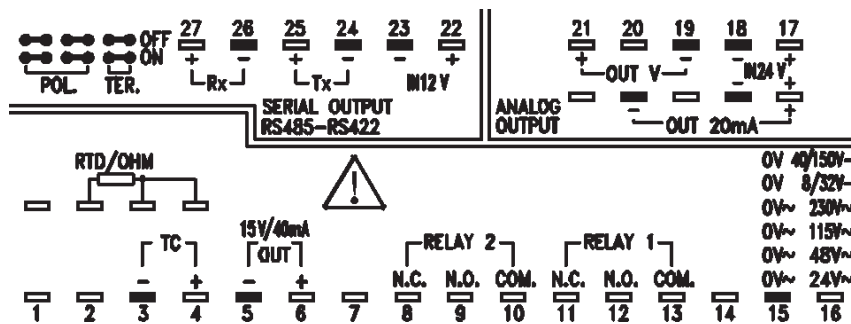 27 26 25 24 23 22 21 20 19 18 17
OFF
ON
+ - + - - + + - - +
POL. TER. Rx Tx IN12 V OUT V IN24 V
+
SERIAL OUTPUT
RS485-RS422
ANALOG
OUTPUT
- - +
OUT 20mA
RTD/OHM
!
0V 40/150V-
0V 8/32V-
0V~ 230V~
0V~ 115V~
0V~ 48V~
0V~ 24V~
TC
15V/40mA
OUT
RELAY 2
RELAY 1
- + - +
N.C. N.O. COM. N.C. N.O. COM.
1 2 3 4 5 6 7 8 9 10 11 12 13 14 15 16